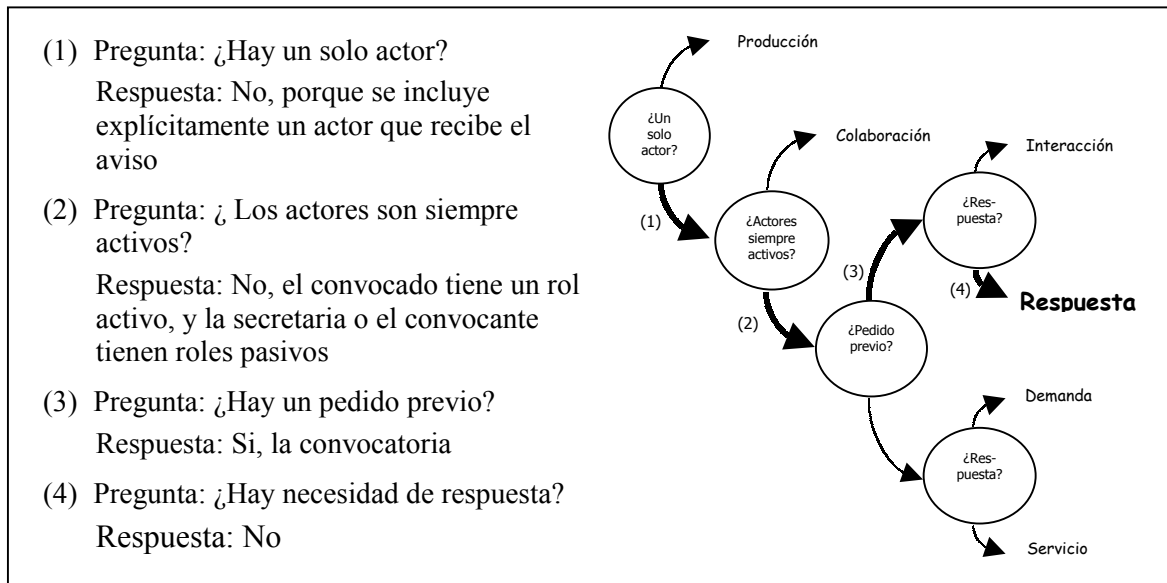 (1) Pregunta: ¿Hay un solo actor?
Respuesta: No, porque se incluye
explícitamente un actor que recibe el
aviso
(2) Pregunta: ¿ Los actores son siempre
activos?
Respuesta: No, el convocado tiene un rol
activo, y la secretaria o el convocante
tienen roles pasivos
(3) Pregunta: ¿Hay un pedido previo?
Respuesta: Si, la convocatoria
(4) Pregunta: ¿Hay necesidad de respuesta?
Respuesta: No
Producción
¿Un
solo
actor?
(1)
Colaboración
¿Actores
siempre
activos?
(2)
Interacción
¿Res-
puesta?
(3)
(4)
Respuesta
¿Pedido
previo?
Demanda
¿Res-
puesta?
Servicio